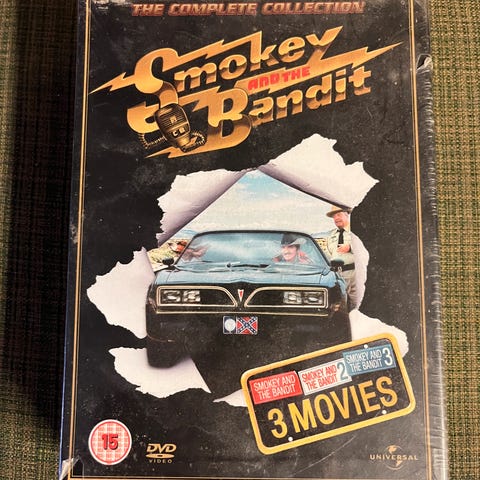 THE COMPLETE COLLECTION
Smokey
AND THE
Bandit
CB
SMOKEY AND
THE BANDIT
SMOKEY AND
THE BANDIT 2
SMOKEY AND
THE BANDIT 3
3 MOVIES
15
DVD
VIDEO
UNIVERSAL